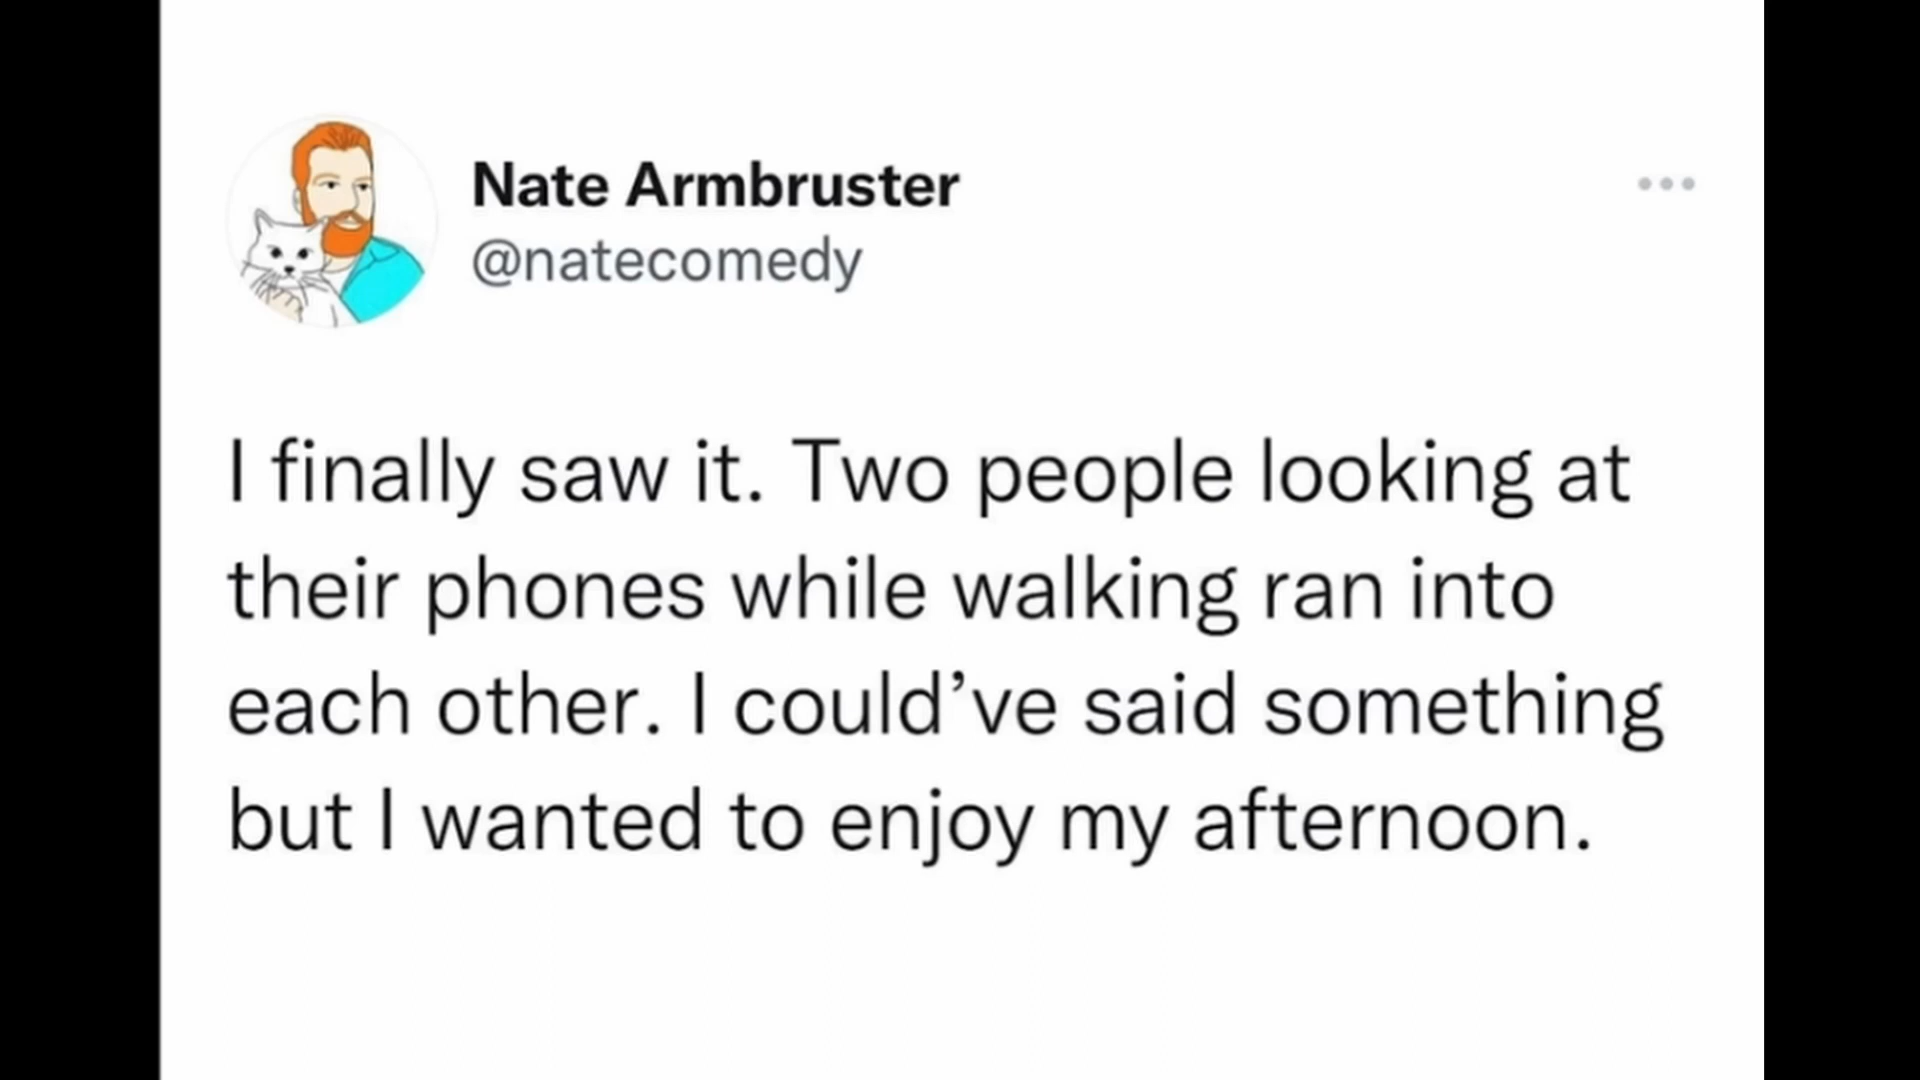 Nate Armbruster
@natecomedy
I finally saw it. Two people looking at
their phones while walking ran into
each other. I could’ve said something
but I wanted to enjoy my afternoon.